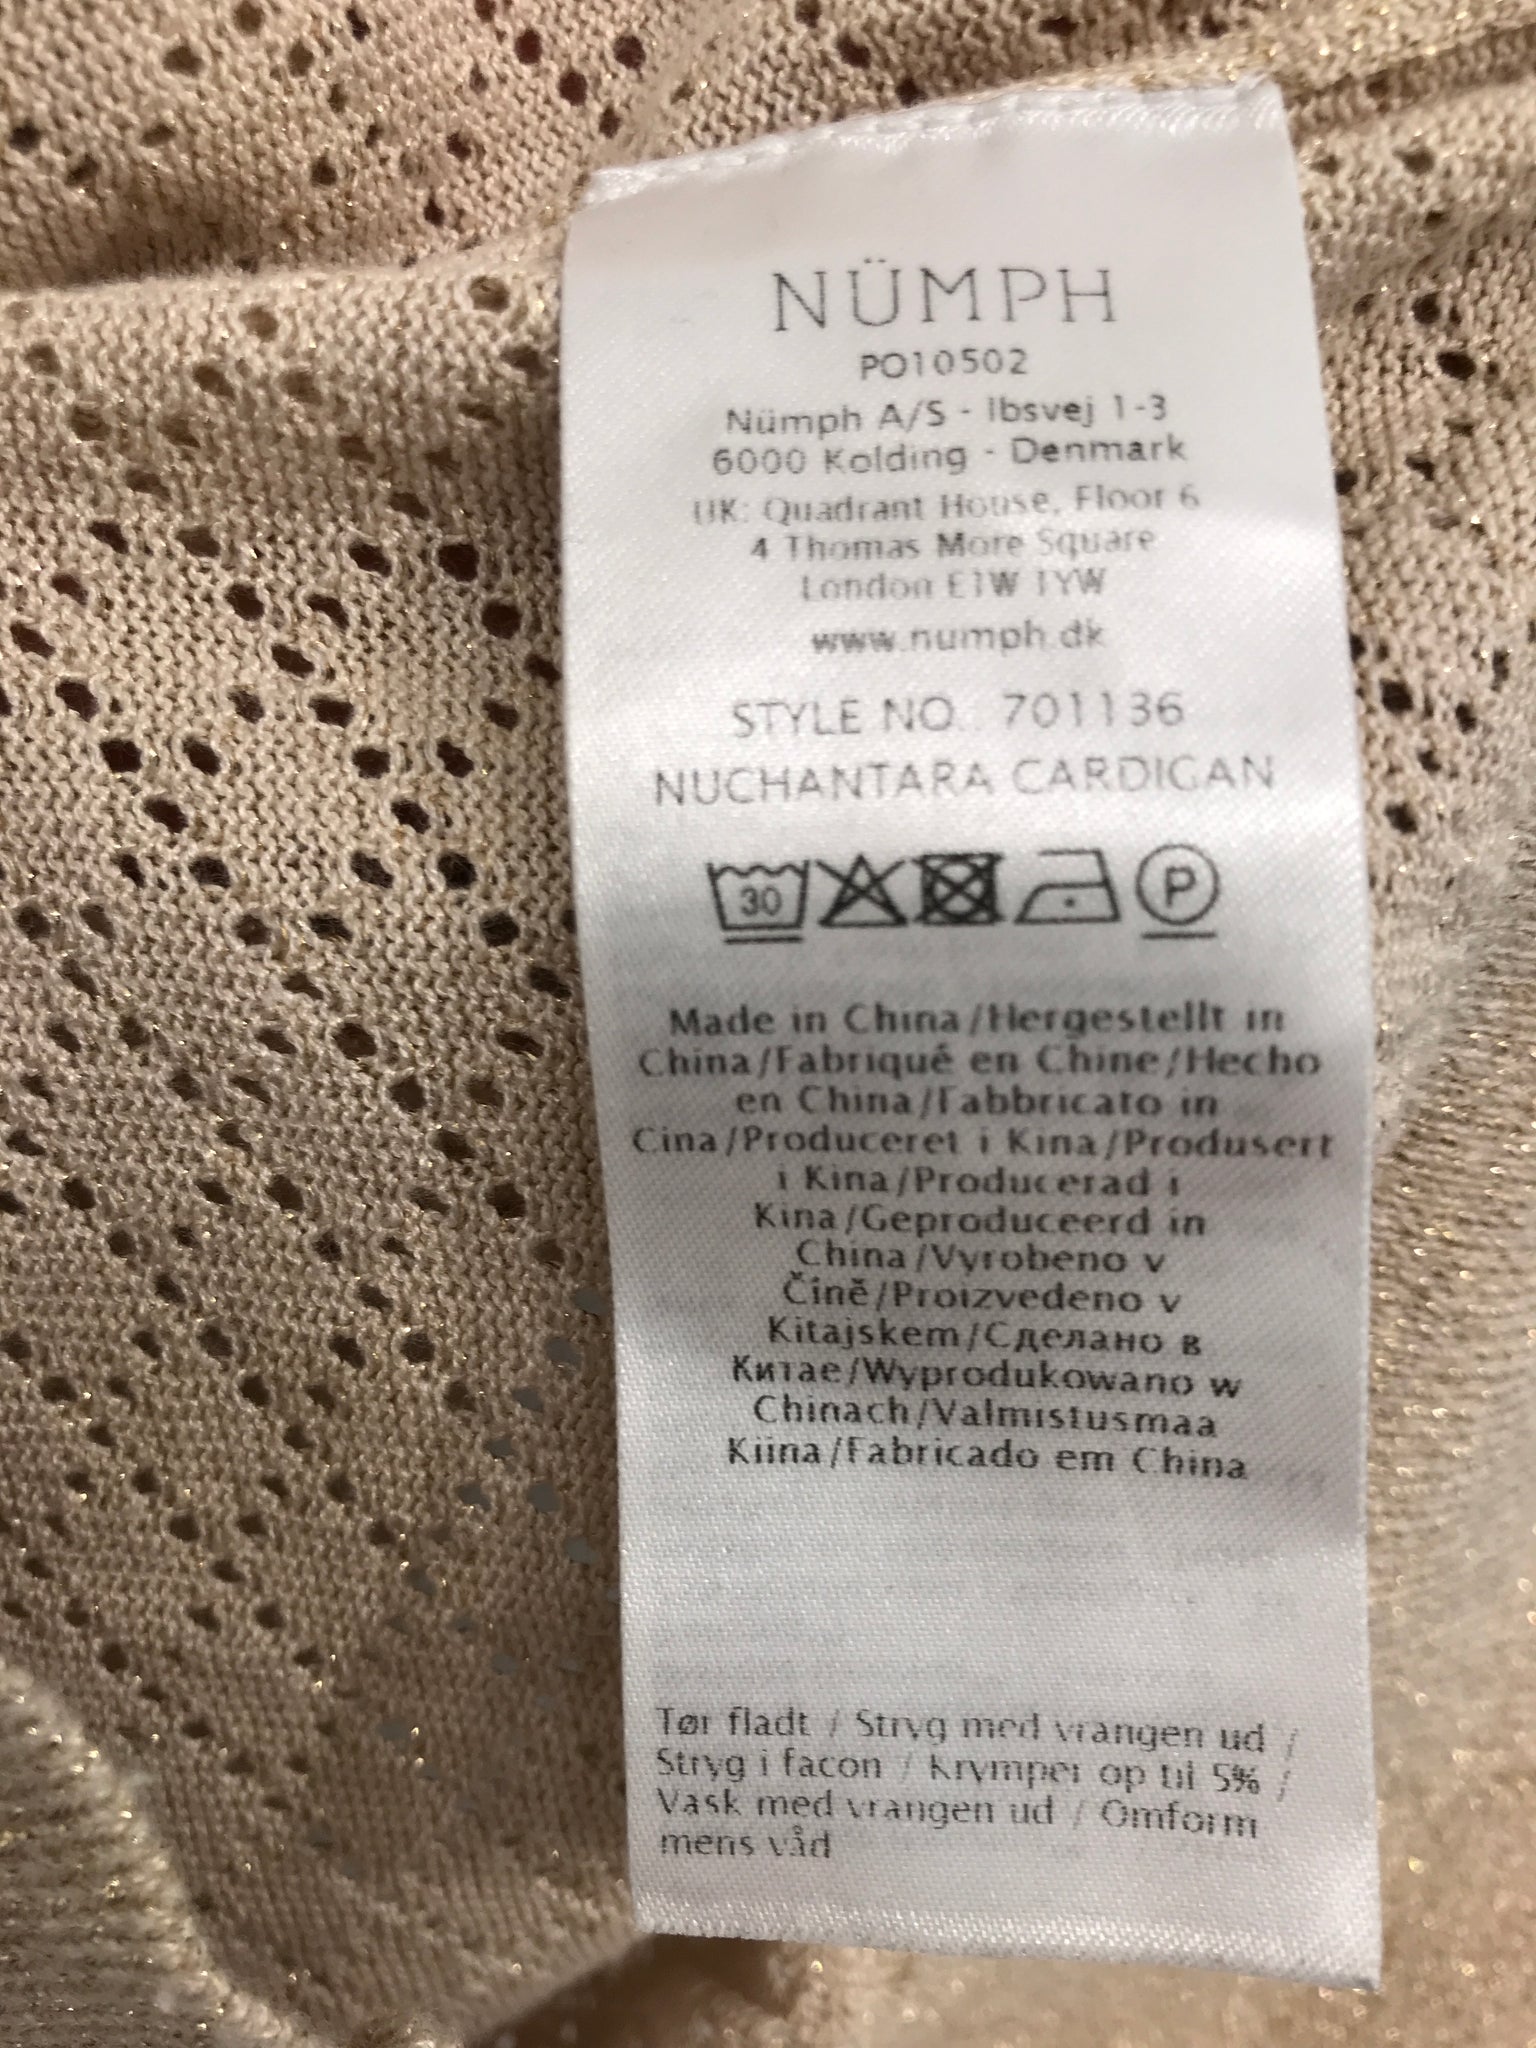 NÜMPH
PO10502
Nümph A/S - Ibsvej 1-3
6000 Kolding - Denmark
UK: Quadrant House, Floor 6
4 Thomas More Square
London E1W 1YW
www.numph.dk
STYLE NO.: 701136
NUCHANTARA CARDIGAN
30 P
Made in China/Hergestellt in
China/Fabriqué en Chine/Hecho
en China/Fabbricato in
Cina/Produceret i Kina/Produsert
i Kina/Producerad i
Kina/Geproduceerd in
China/Vyrobeno v
Číně/Proizvedeno v
Kitajskem/Сделано в
Китае/Wyprodukowano w
Chinach/Valmistusmaa
Kiina/Fabricado em China
Tør fladt / Stryg med vrangen ud /
Stryg i facon / Krymper op til 5% /
Vask med vrangen ud / Omform
mens våd